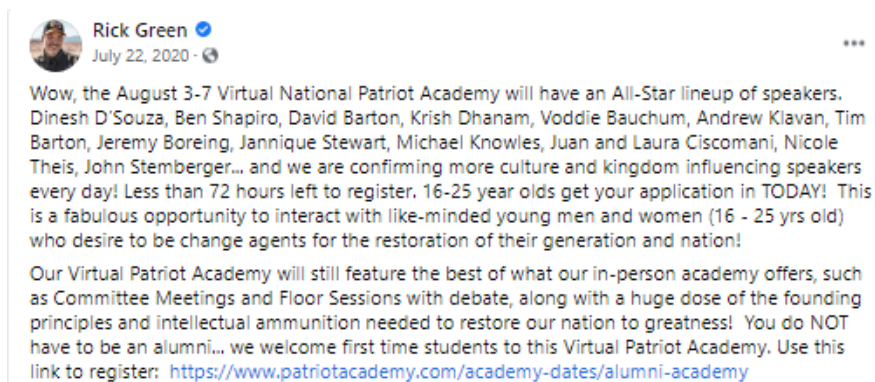 Rick Green
July 22, 2020 ·
Wow, the August 3-7 Virtual National Patriot Academy will have an All-Star lineup of speakers.
Dinesh D'Souza, Ben Shapiro, David Barton, Krish Dhanam, Voddie Bauchum, Andrew Klavan, Tim
Barton, Jeremy Boreing, Jannique Stewart, Michael Knowles, Juan and Laura Ciscomani, Nicole
Theis, John Stemberger... and we are confirming more culture and kingdom influencing speakers
every day! Less than 72 hours left to register. 16-25 year olds get your application in TODAY!  This
is a fabulous opportunity to interact with like-minded young men and women (16 - 25 yrs old)
who desire to be change agents for the restoration of their generation and nation!
Our Virtual Patriot Academy will still feature the best of what our in-person academy offers, such
as Committee Meetings and Floor Sessions with debate, along with a huge dose of the founding
principles and intellectual ammunition needed to restore our nation to greatness!  You do NOT
have to be an alumni... we welcome first time students to this Virtual Patriot Academy. Use this
link to register:  https://www.patriotacademy.com/academy-dates/alumni-academy